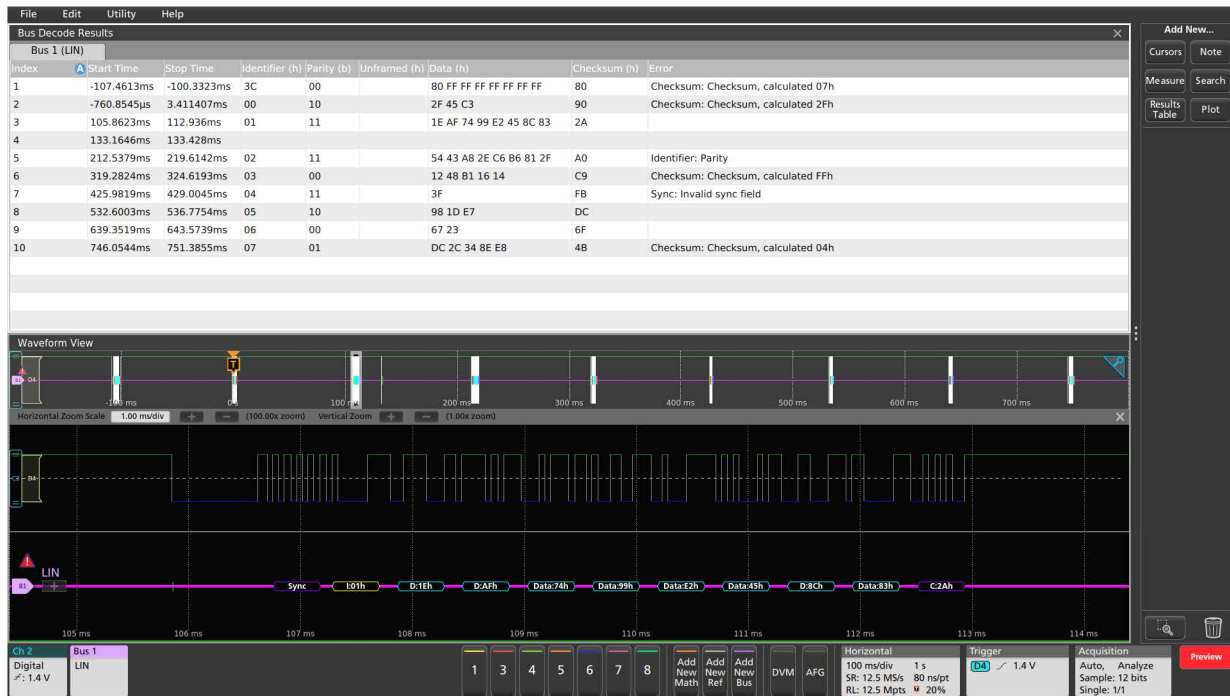 File Edit Utility Help
Bus Decode Results
Bus 1 (LIN)
Index A Start Time Stop Time Identifier (h) Parity (b) Unframed (h) Data (h) Checksum (h) Error
1 -107.4613ms -100.3323ms 3C 00 80 FF FF FF FF FF FF FF 80 Checksum: Checksum, calculated 07h
2 -760.8545µs 3.411407ms 00 10 2F 45 C3 90 Checksum: Checksum, calculated 2Fh
3 105.8623ms 112.936ms 01 11 1E AF 74 99 E2 45 8C 83 2A
4 133.1646ms 133.428ms
5 212.5379ms 219.6142ms 02 11 54 43 A8 2E C6 B6 81 2F A0 Identifier: Parity
6 319.2824ms 324.6193ms 03 00 12 48 B1 16 14 C9 Checksum: Checksum, calculated FFh
7 425.9819ms 429.0045ms 04 11 3F FB Sync: Invalid sync field
8 532.6003ms 536.7754ms 05 10 98 1D E7 DC
9 639.3519ms 643.5739ms 06 00 67 23 6F
10 746.0544ms 751.3855ms 07 01 DC 2C 34 8E E8 4B Checksum: Checksum, calculated 04h
Waveform View
T
B1 D4
200 ms 300 ms 400 ms 500 ms 600 ms 700 ms
Horizontal Zoom Scale 1.00 ms/div (100.00x zoom) Vertical Zoom (1.00x zoom)
C2 D4
LIN
B1 Sync I:01h D:1Eh D:AFh Data:74h Data:99h Data:E2h Data:45h D:8Ch Data:83h C:2Ah
105 ms 106 ms 107 ms 108 ms 109 ms 110 ms 111 ms 112 ms 113 ms 114 ms
Ch 2
Digital
: 1.4 V
Bus 1
LIN
1 3 4 5 6 7 8
Add New Math
Add New Ref
Add New Bus
DVM AFG
Horizontal
100 ms/div 1 s
SR: 12.5 MS/s 80 ns/pt
RL: 12.5 Mpts 20%
Trigger
D4 1.4 V
Acquisition
Auto, Analyze
Sample: 12 bits
Single: 1/1
Preview
Add New...
Cursors Note
Measure Search
Results Table Plot